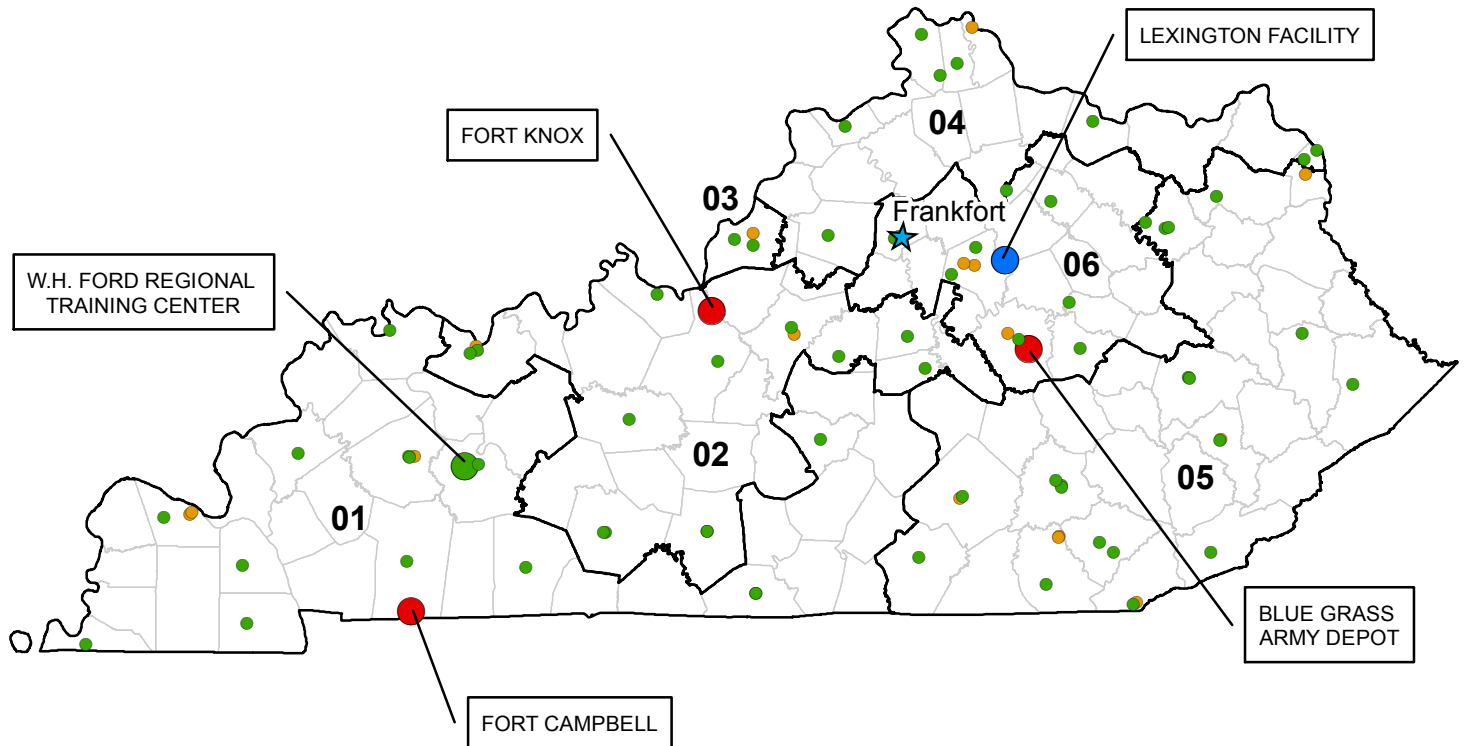 LEXINGTON FACILITY
FORT KNOX
04
03
Frankfort
06
W.H. FORD REGIONAL
TRAINING CENTER
02
05
01
BLUE GRASS
ARMY DEPOT
FORT CAMPBELL